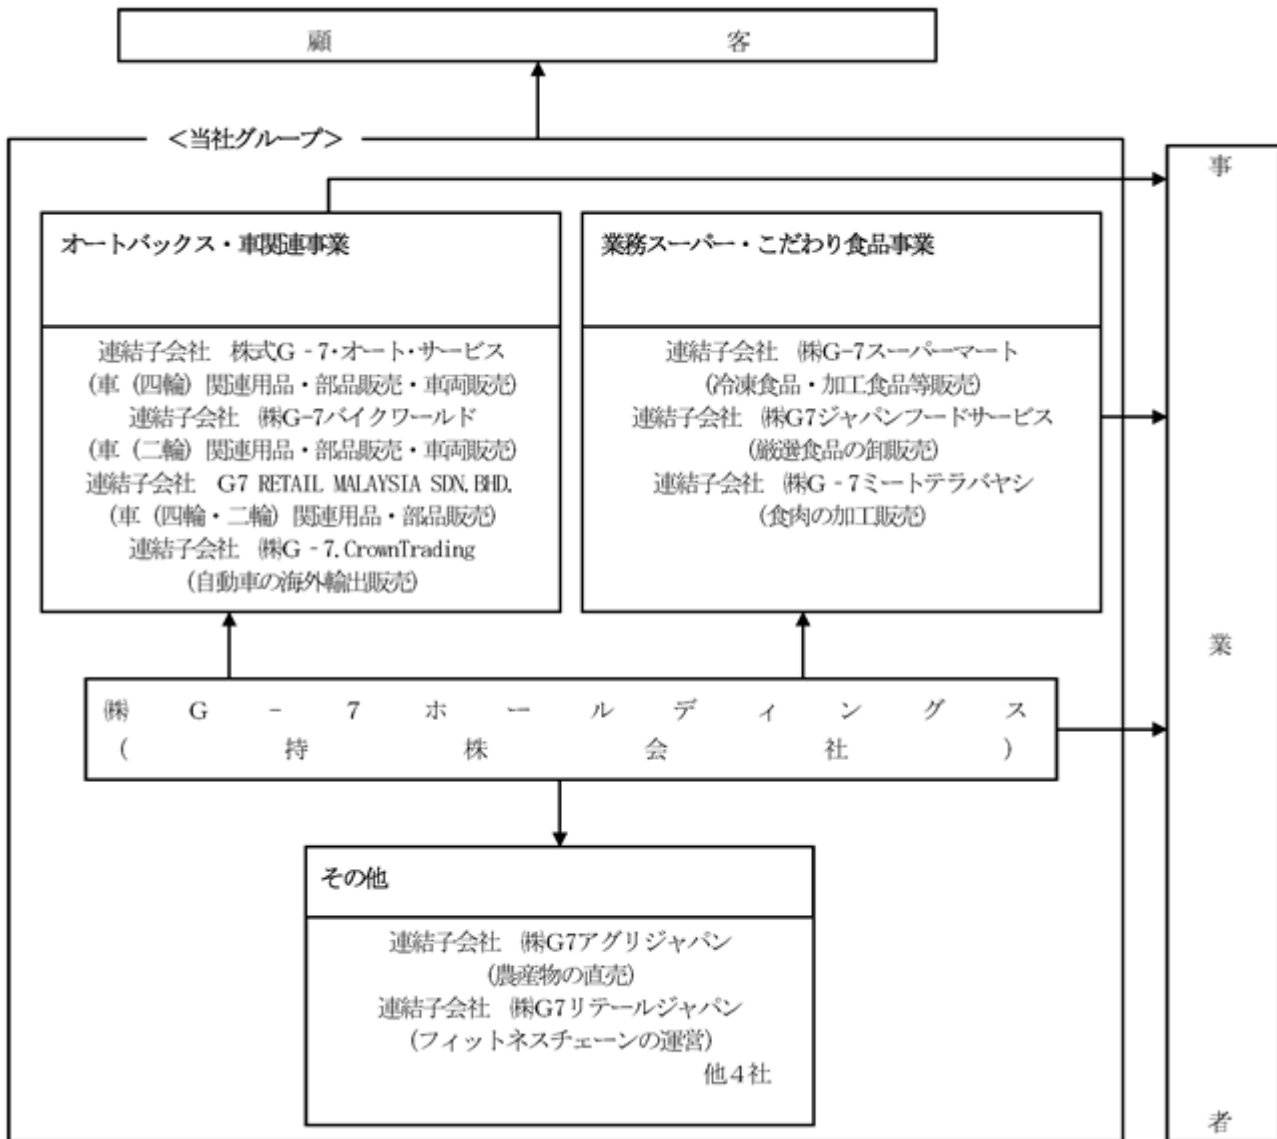 顧客
＜当社グループ＞
オートバックス・車関連事業
連結子会社 株式G‐7・オート・サービス
(車（四輪）関連用品・部品販売・車両販売)
連結子会社 ㈱G-7バイクワールド
(車（二輪）関連用品・部品販売・車両販売)
連結子会社 G7 RETAIL MALAYSIA SDN.BHD.
(車（四輪・二輪）関連用品・部品販売)
連結子会社 ㈱G‐7.CrownTrading
(自動車の海外輸出販売)
業務スーパー・こだわり食品事業
連結子会社 ㈱G-7スーパーマート
(冷凍食品・加工食品等販売)
連結子会社 ㈱G7ジャパンフードサービス
(厳選食品の卸販売)
連結子会社 ㈱G‐7ミートテラバヤシ
(食肉の加工販売)
㈱G－7ホールディングス
(持株会社)
その他
連結子会社 ㈱G7アグリジャパン
(農産物の直売)
連結子会社 ㈱G7リテールジャパン
(フィットネスチェーンの運営)
他４社
事業者